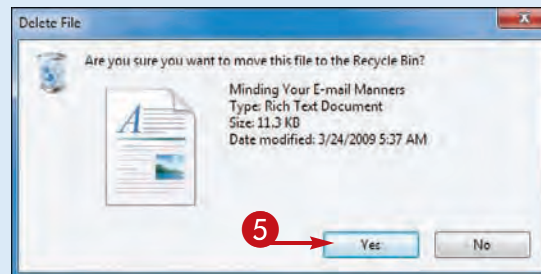 Delete File
X
Are you sure you want to move this file to the Recycle Bin?
A
Minding Your E-mail Manners
Type: Rich Text Document
Size: 11.3 KB
Date modified: 3/24/2009 5:37 AM
5
Yes
No